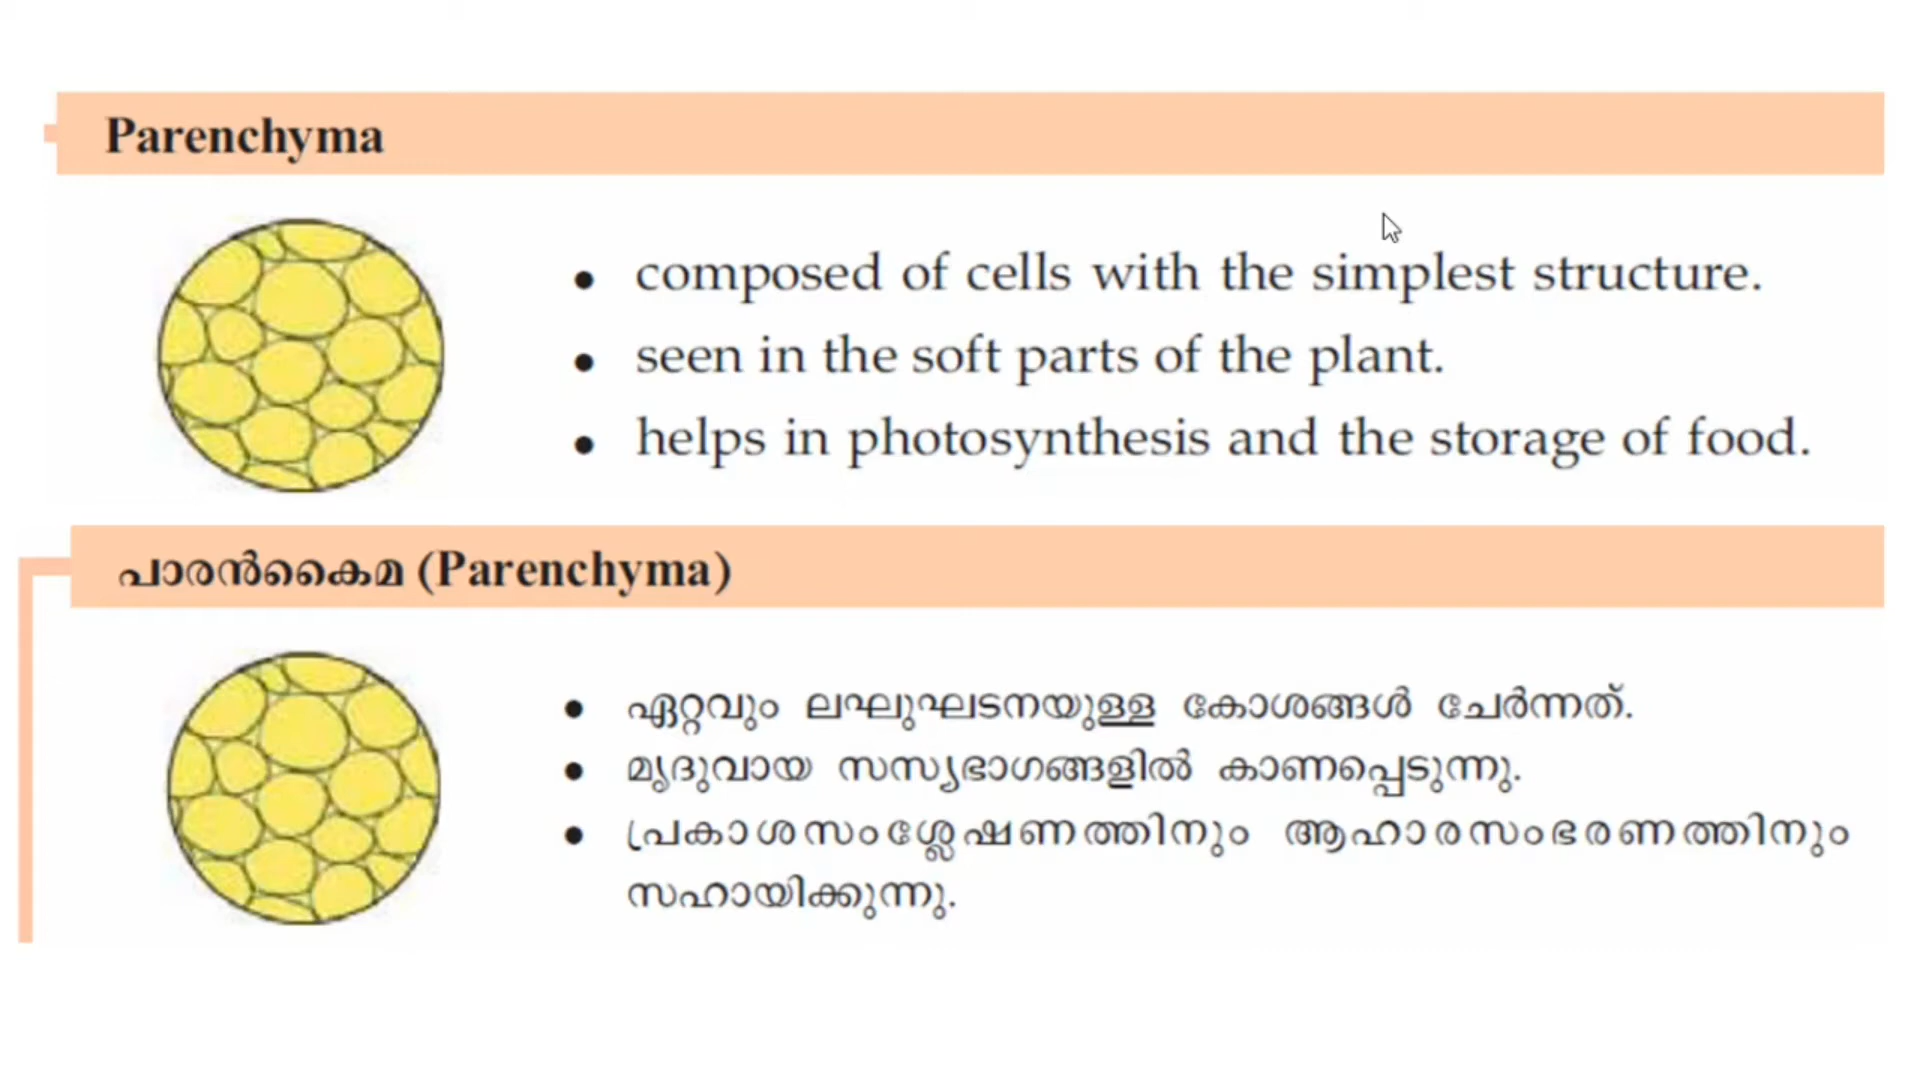 Parenchyma
• composed of cells with the simplest structure.
• seen in the soft parts of the plant.
• helps in photosynthesis and the storage of food.
പാരൻകൈമ (Parenchyma)
• ഏറ്റവും ലഘുഘടനയുള്ള കോശങ്ങൾ ചേർന്നത്.
• മൃദുവായ സസ്യഭാഗങ്ങളിൽ കാണപ്പെടുന്നു.
• പ്രകാശസംശ്ലേഷണത്തിനും ആഹാരസംഭരണത്തിനും
സഹായിക്കുന്നു.